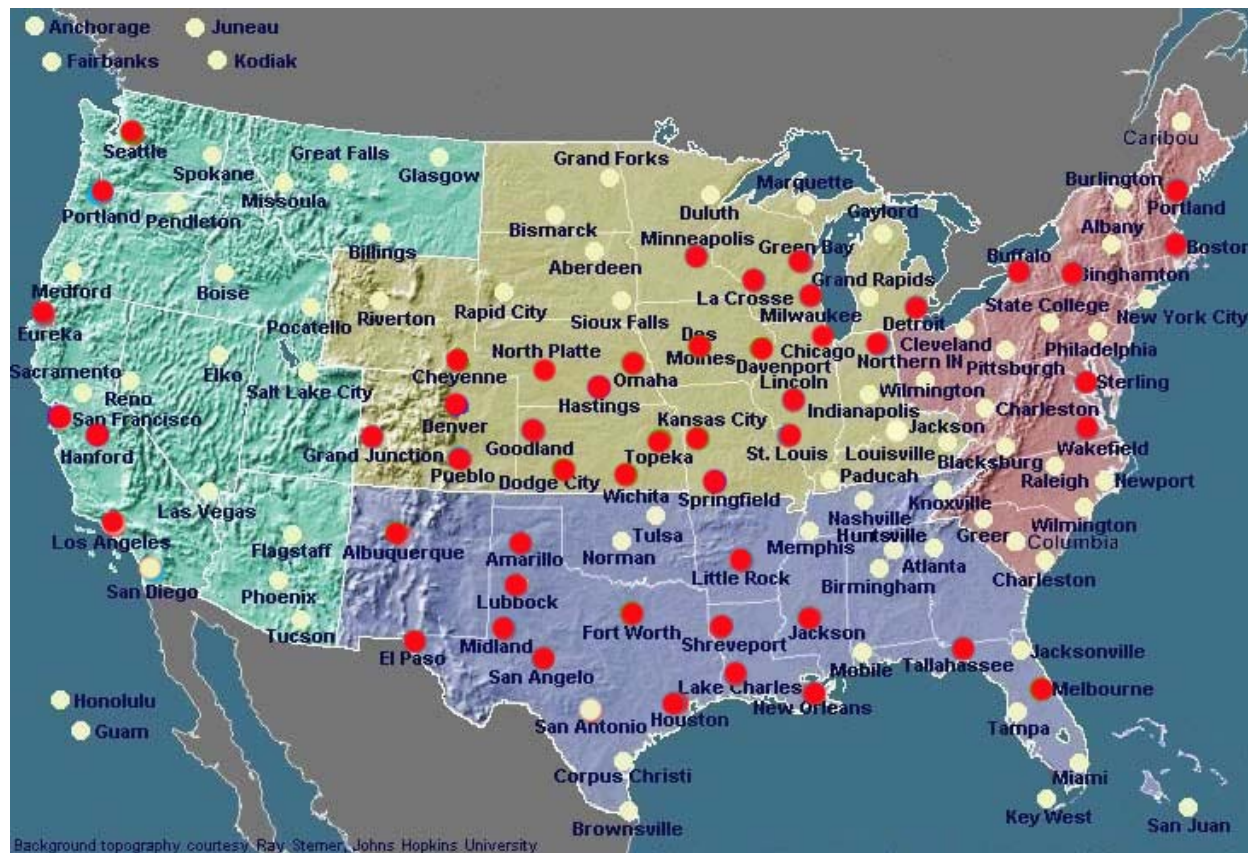 Anchorage
Juneau
Fairbanks
Kodiak
Caribou
Seattle
Spokane
Great Falls
Glasgow
Missoula
Grand Forks
Marquette
Burlington
Portland
Pendleton
Duluth
Gaylord
Portland
Bismarck
Albany
Billings
Minneapolis
Green Bay
Buffalo
Boston
Aberdeen
Binghamton
Medford
Boise
Grand Rapids
La Crosse
State College
Pocatello
Riverton
Rapid City
Sioux Falls
Milwaukee
Detroit
New York City
Eureka
Des
Moines
Cleveland
North Platte
Chicago
Northern IN
Philadelphia
Davenport
Pittsburgh
Sacramento
Elko
Cheyenne
Omaha
Lincoln
Wilmington
Sterling
Reno
Salt Lake City
Hastings
Indianapolis
Charleston
San Francisco
Denver
Kansas City
Jackson
Goodland
Wakefield
Hanford
Grand Junction
Topeka
St. Louis
Louisville
Blacksburg
Pueblo
Dodge City
Paducah
Raleigh
Newport
Wichita
Springfield
Knoxville
Las Vegas
Nashville
Wilmington
Los Angeles
Flagstaff
Albuquerque
Amarillo
Norman
Tulsa
Memphis
Huntsville
Greer
Columbia
Atlanta
Little Rock
Birmingham
Charleston
San Diego
Phoenix
Lubbock
Tucson
Fort Worth
Jackson
Midland
Shreveport
El Paso
Jacksonville
Tallahassee
Mobile
San Angelo
Lake Charles
Melbourne
Honolulu
New Orleans
San Antonio
Houston
Guam
Tampa
Corpus Christi
Miami
Key West
San Juan
Brownsville
Background topography courtesy Ray Sterner, Johns Hopkins University